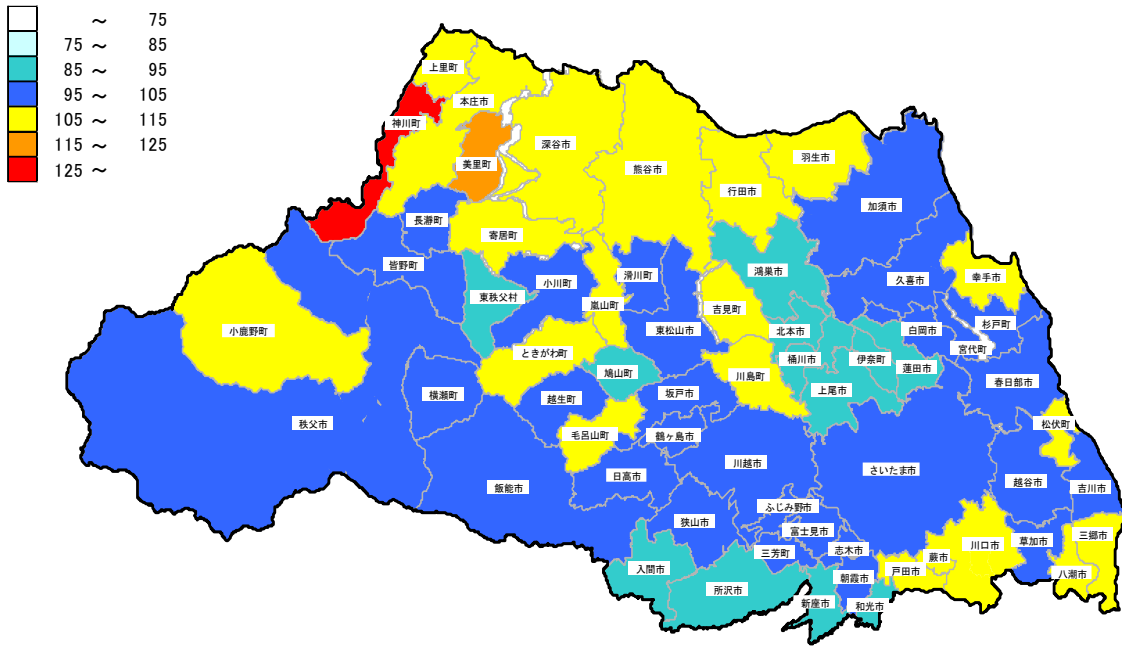 ～ 75
75 ～ 85
85 ～ 95
95 ～ 105
105 ～ 115
115 ～ 125
125 ～
上里町
本庄市
神川町
美里町
深谷市
熊谷市
行田市
羽生市
加須市
長瀞町
寄居町
皆野町
小川町
滑川町
東秩父村
嵐山町
吉見町
鴻巣市
久喜市
幸手市
小鹿野町
東松山市
北本市
白岡市
杉戸町
宮代町
ときがわ町
鳩山町
川島町
桶川市
伊奈町
蓮田市
上尾市
春日部市
横瀬町
越生町
坂戸市
秩父市
毛呂山町
鶴ヶ島市
松伏町
川越市
さいたま市
日高市
飯能市
越谷市
吉川市
ふじみ野市
狭山市
富士見市
三芳町
志木市
入間市
所沢市
新座市
朝霞市
和光市
戸田市
蕨市
川口市
草加市
三郷市
八潮市